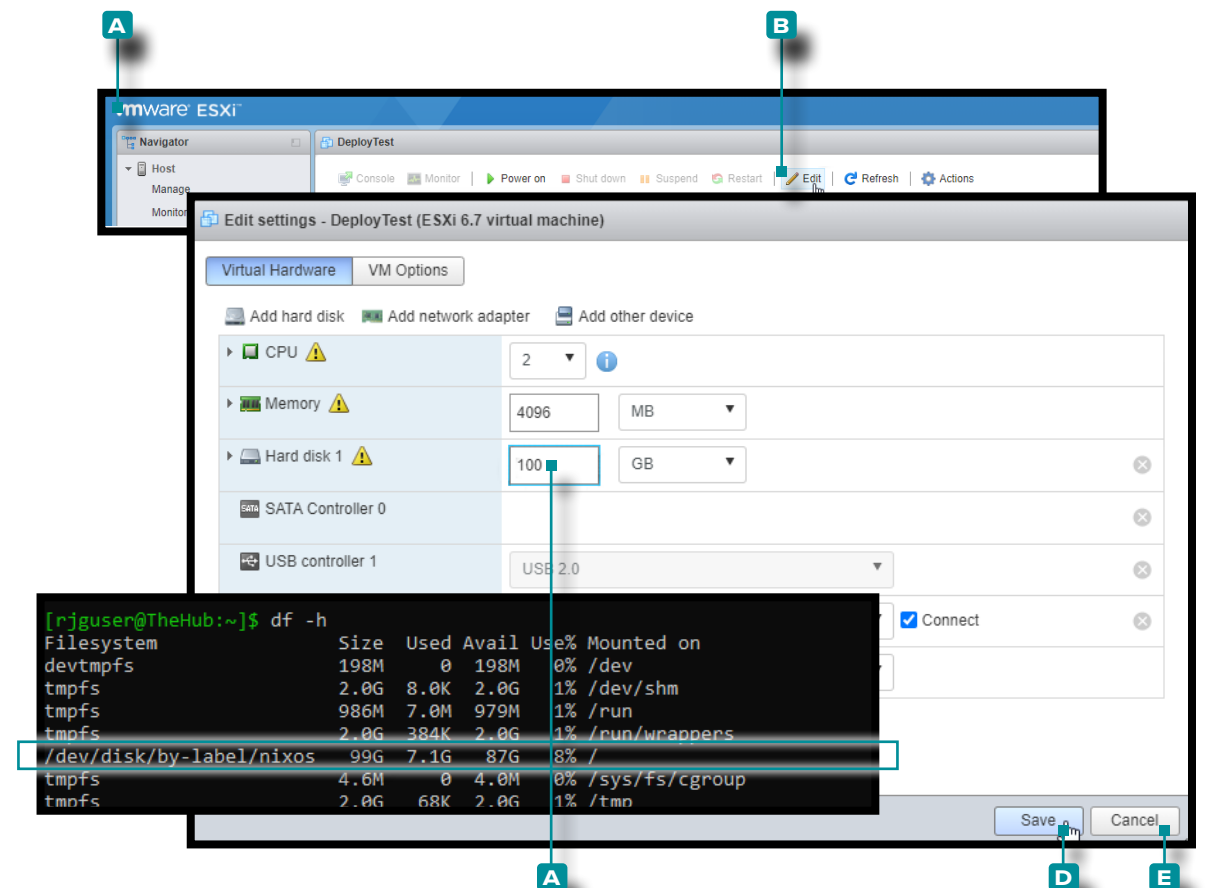 A
B
vmware ESXi™
Navigator
DeployTest
Host
Console Monitor Power on Shut down Suspend Restart Edit Refresh Actions
Manage
Monitor
Edit settings - DeployTest (ESXi 6.7 virtual machine)
Virtual Hardware VM Options
Add hard disk Add network adapter Add other device
CPU 2
Memory 4096 MB
Hard disk 1 100 GB
SATA SATA Controller 0
USB controller 1 USB 2.0
Connect
[rjguser@TheHub:~]$ df -h
Filesystem Size Used Avail Use% Mounted on
devtmpfs 198M 0 198M 0% /dev
tmpfs 2.0G 8.0K 2.0G 1% /dev/shm
tmpfs 986M 7.0M 979M 1% /run
tmpfs 2.0G 384K 2.0G 1% /run/wrappers
/dev/disk/by-label/nixos 99G 7.1G 87G 8% /
tmpfs 4.6M 0 4.0M 0% /sys/fs/cgroup
tmpfs 2.0G 68K 2.0G 1% /tmp
Save Cancel
A
D
E